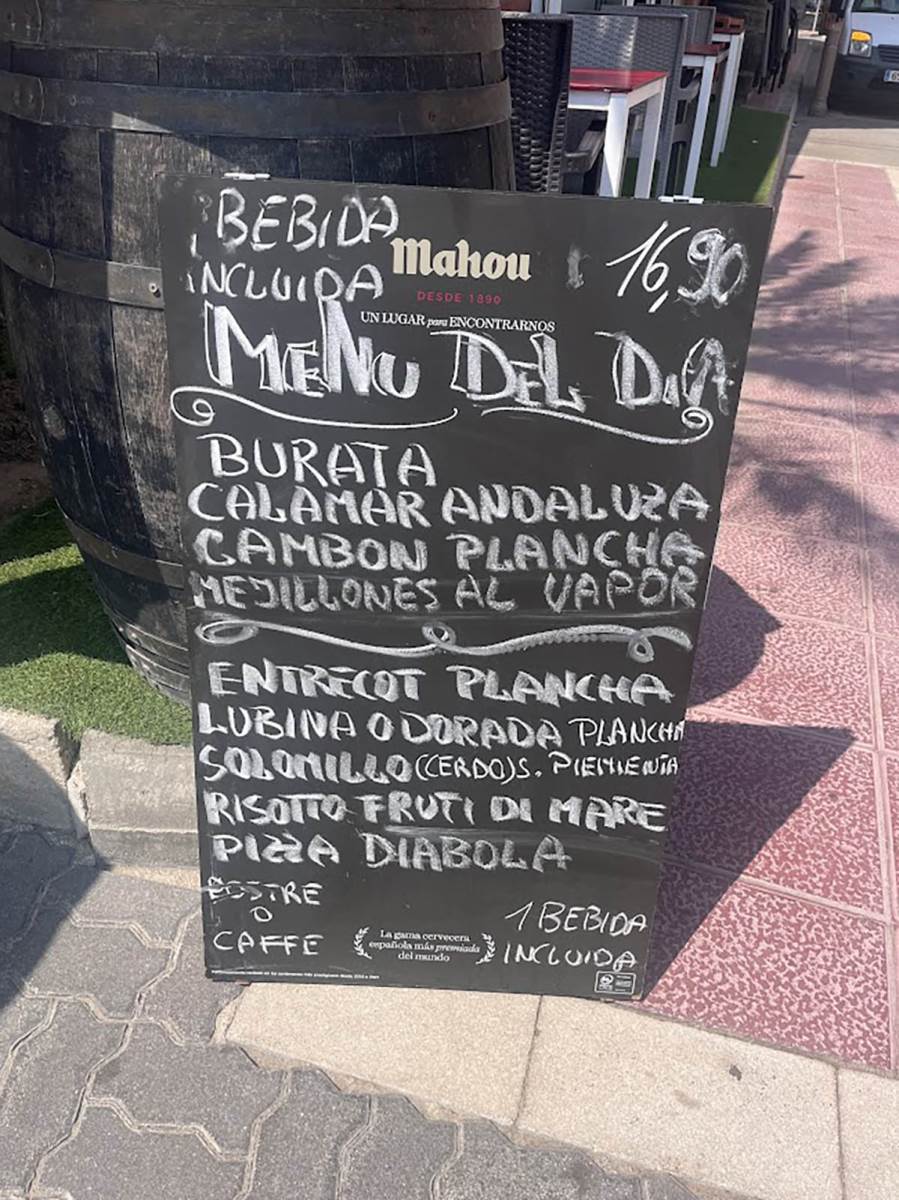 BEBIDA
INCLUIDA
Mahou
DESDE 1890
UN LUGAR para ENCONTRARNOS
16,90
MENU DEL DIA
BURATA
CALAMAR ANDALUZA
GAMBON PLANCHA
MEJILLONES AL VAPOR
ENTRECOT PLANCHA
LUBINA O DORADA PLANCHA
SOLOMILLO (CERDO) S. PIEMIENTA
RISOTTO FRUTI DI MARE
PIZZA DIABOLA
POSTRE
O
CAFFE
La gama cervecera
española más premiada
del mundo
1 BEBIDA
INCLUIDA